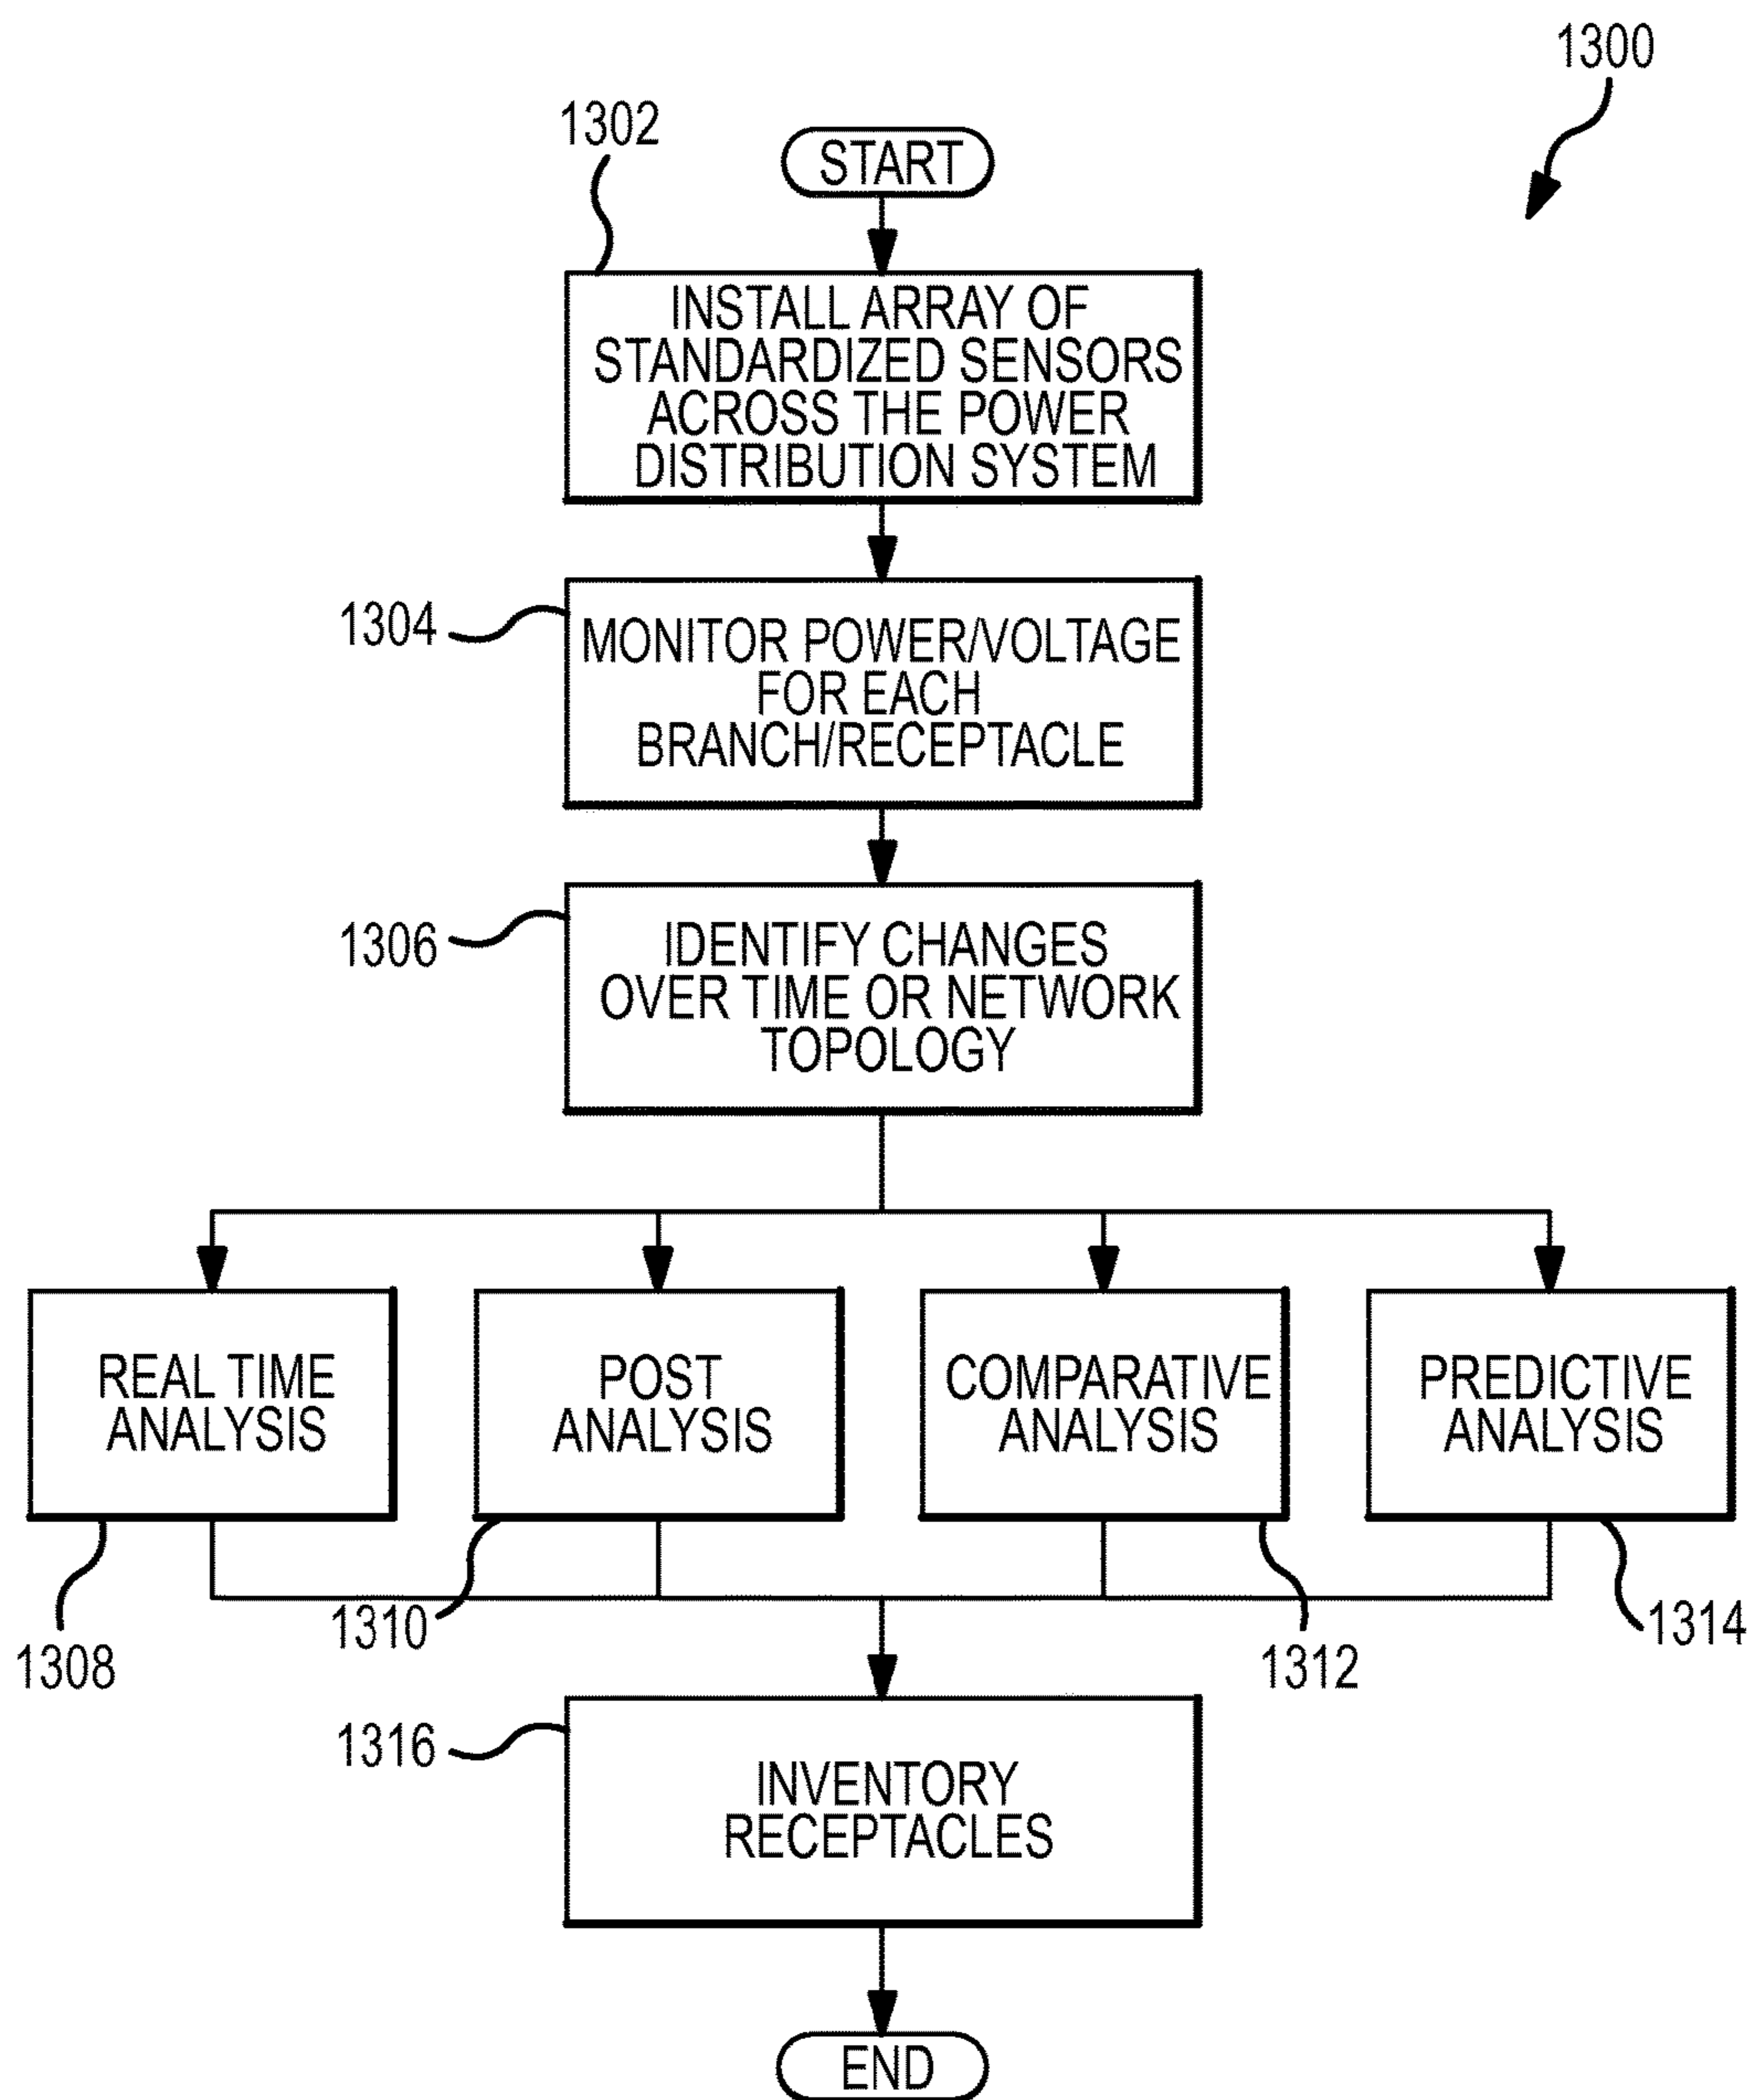 1300
1302
START
INSTALL ARRAY OF
STANDARDIZED SENSORS
ACROSS THE POWER
DISTRIBUTION SYSTEM
1304
MONITOR POWER/VOLTAGE
FOR EACH
BRANCH/RECEPTACLE
1306
IDENTIFY CHANGES
OVER TIME OR NETWORK
TOPOLOGY
REAL TIME
ANALYSIS
POST
ANALYSIS
COMPARATIVE
ANALYSIS
PREDICTIVE
ANALYSIS
1308
1310
1312
1314
1316
INVENTORY
RECEPTACLES
END